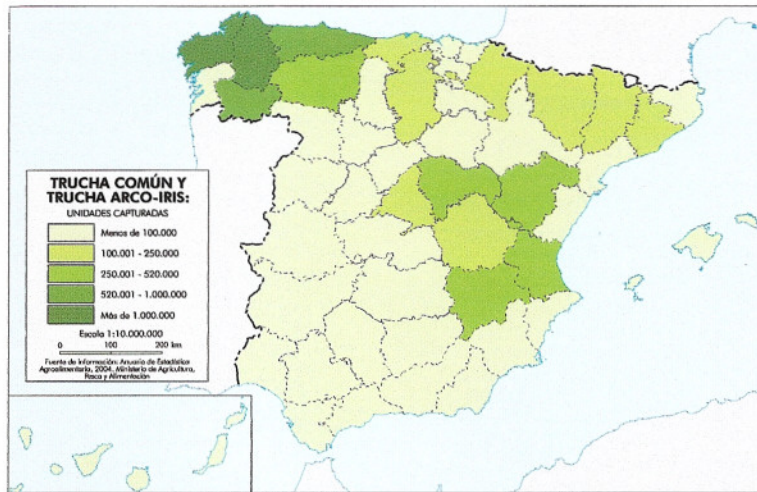 TRUCHA COMÚN Y
TRUCHA ARCO-IRIS:
UNIDADES CAPTURADAS
Menos de 100.000
100.001 - 250.000
250.001 - 520.000
520.001 - 1.000.000
Más de 1.000.000
Escala 1:10.000.000
0 100 200 km
Fuente de información: Anuario de Estadística
Agroalimentaria, 2004. Ministerio de Agricultura,
Pesca y Alimentación